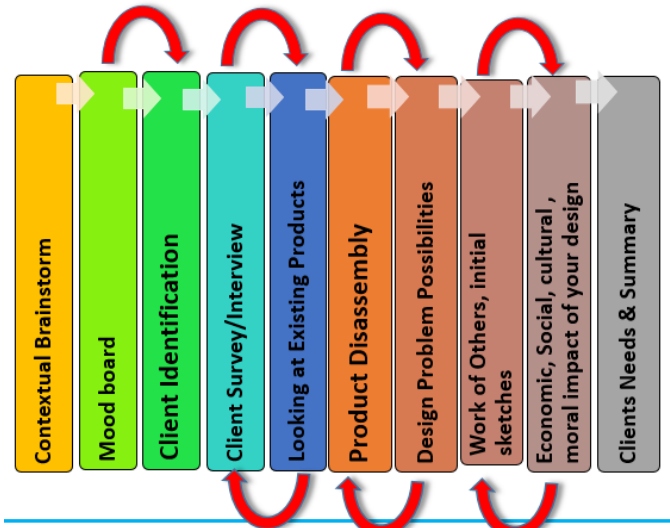 Contextual Brainstorm
Mood board
Client Identification
Client Survey/Interview
Looking at Existing Products
Product Disassembly
Design Problem Possibilities
Work of Others, initial
sketches
Economic, Social, cultural ,
moral impact of your design
Clients Needs & Summary